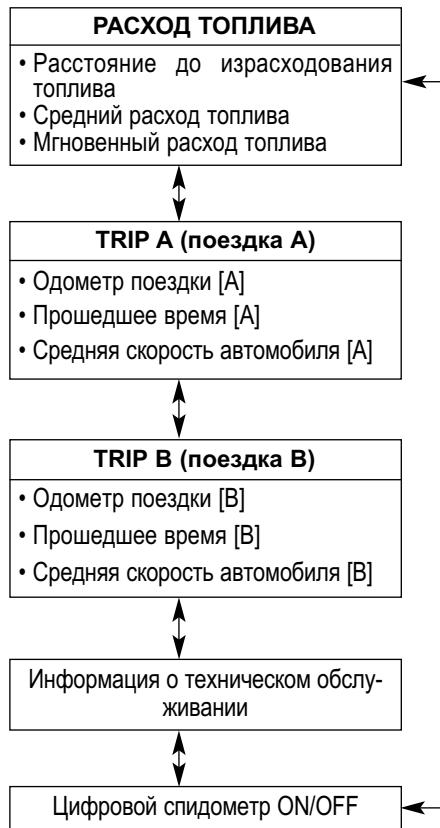 РАСХОД ТОПЛИВА
• Расстояние до израсходования
топлива
• Средний расход топлива
• Мгновенный расход топлива
TRIP A (поездка A)
• Одометр поездки [A]
• Прошедшее время [A]
• Средняя скорость автомобиля [A]
TRIP B (поездка B)
• Одометр поездки [B]
• Прошедшее время [B]
• Средняя скорость автомобиля [B]
Информация о техническом обслу-
живании
Цифровой спидометр ON/OFF